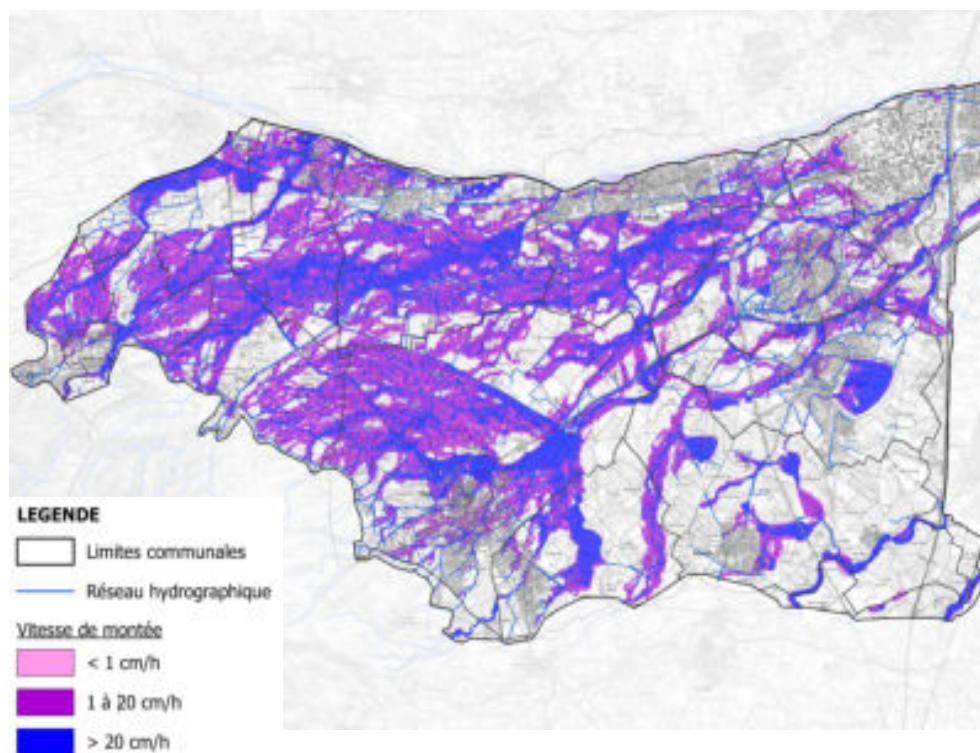 LEGENDE
Limites communales
Réseau hydrographique
Vitesse de montée
< 1 cm/h
1 à 20 cm/h
> 20 cm/h